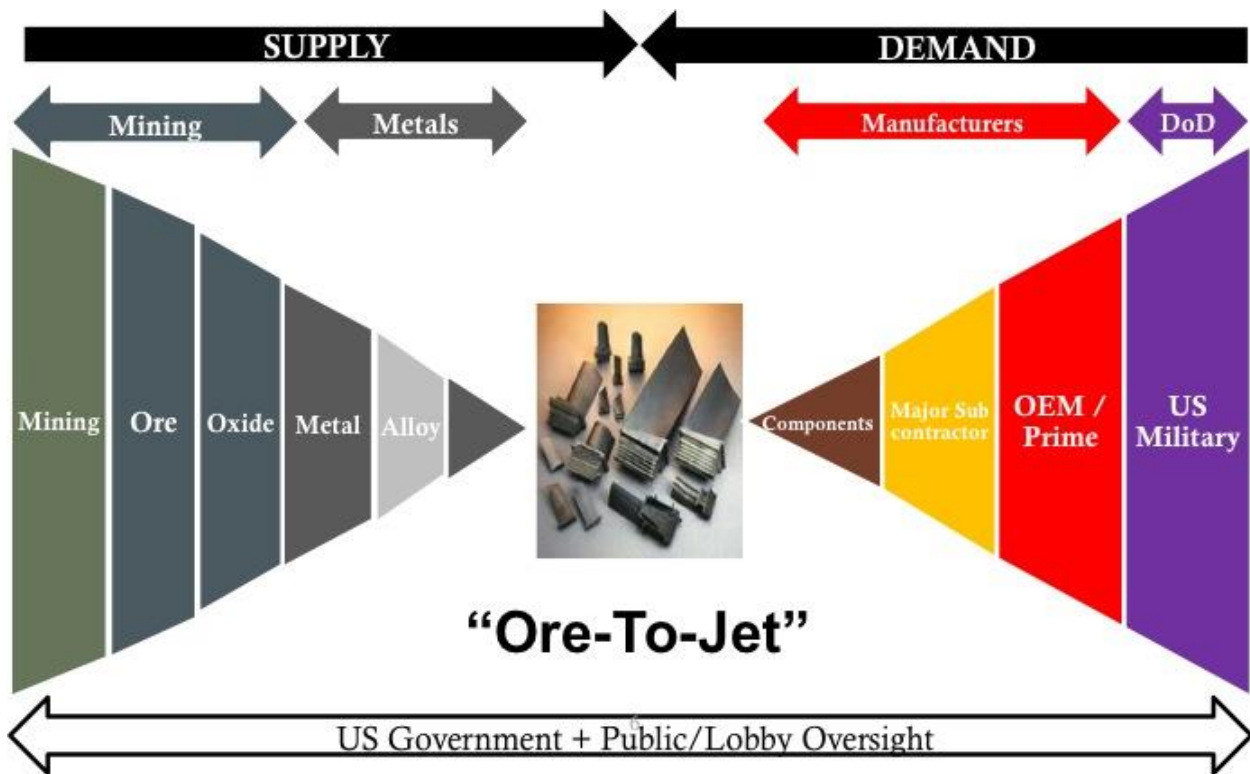 SUPPLY
DEMAND
Mining
Metals
Manufacturers
DoD
Mining
Ore
Oxide
Metal
Alloy
Components
Major Sub
contractor
OEM /
Prime
US
Military
“Ore-To-Jet”
6
US Government + Public/Lobby Oversight